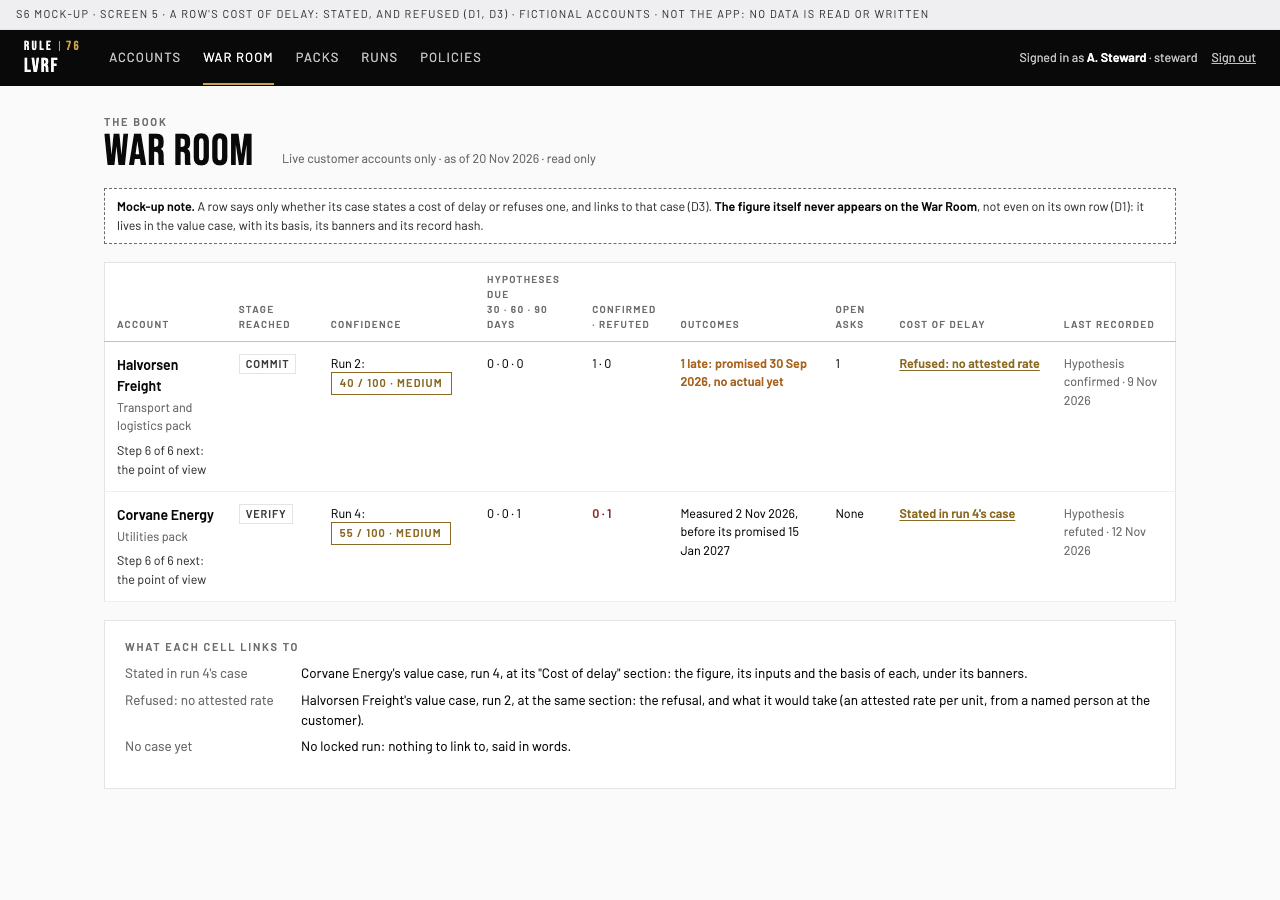 S6 MOCK-UP · SCREEN 5 · A ROW'S COST OF DELAY: STATED, AND REFUSED (D1, D3) · FICTIONAL ACCOUNTS · NOT THE APP: NO DATA IS READ OR WRITTEN
RULE | 76
LVRF
ACCOUNTS
WAR ROOM
PACKS
RUNS
POLICIES
Signed in as A. Steward · steward
Sign out
THE BOOK
WAR ROOM
Live customer accounts only · as of 20 Nov 2026 · read only
Mock-up note. A row says only whether its case states a cost of delay or refuses one, and links to that case (D3). The figure itself never appears on the War Room, not even on its own row (D1): it
lives in the value case, with its basis, its banners and its record hash.
ACCOUNT
STAGE
REACHED
CONFIDENCE
HYPOTHESES
DUE
30 · 60 · 90
DAYS
CONFIRMED
· REFUTED
OUTCOMES
OPEN
ASKS
COST OF DELAY
LAST RECORDED
Halvorsen
Freight
Transport and
logistics pack
Step 6 of 6 next:
the point of view
COMMIT
Run 2:
40 / 100 · MEDIUM
0 · 0 · 0
1 · 0
1 late: promised 30 Sep
2026, no actual yet
1
Refused: no attested rate
Hypothesis
confirmed · 9 Nov
2026
Corvane Energy
Utilities pack
Step 6 of 6 next:
the point of view
VERIFY
Run 4:
55 / 100 · MEDIUM
0 · 0 · 1
0 · 1
Measured 2 Nov 2026,
before its promised 15
Jan 2027
None
Stated in run 4's case
Hypothesis
refuted · 12 Nov
2026
WHAT EACH CELL LINKS TO
Stated in run 4's case
Corvane Energy's value case, run 4, at its "Cost of delay" section: the figure, its inputs and the basis of each, under its banners.
Refused: no attested rate
Halvorsen Freight's value case, run 2, at the same section: the refusal, and what it would take (an attested rate per unit, from a named person at the
customer).
No case yet
No locked run: nothing to link to, said in words.